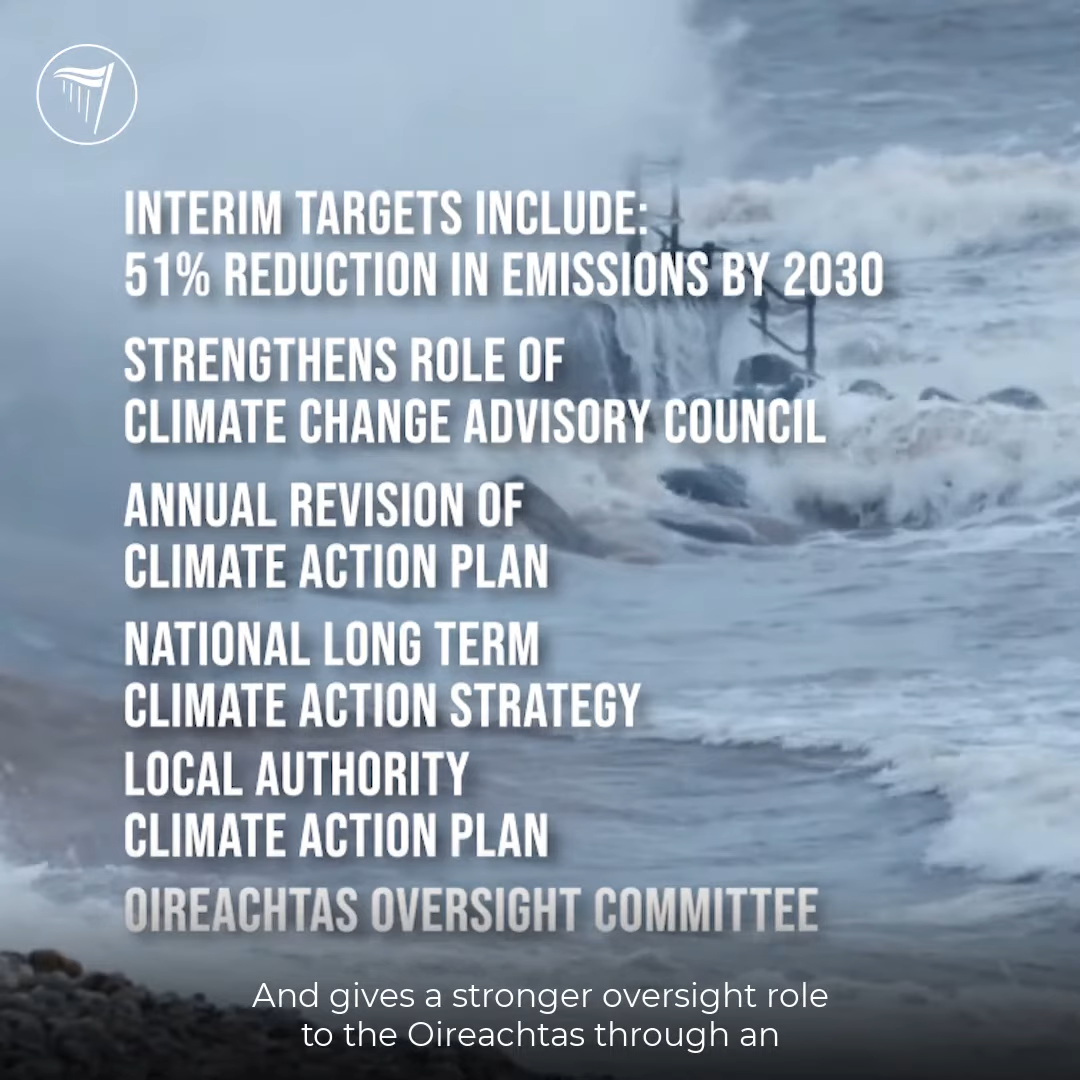 INTERIM TARGETS INCLUDE:
51% REDUCTION IN EMISSIONS BY 2030
STRENGTHENS ROLE OF
CLIMATE CHANGE ADVISORY COUNCIL
ANNUAL REVISION OF
CLIMATE ACTION PLAN
NATIONAL LONG TERM
CLIMATE ACTION STRATEGY
LOCAL AUTHORITY
CLIMATE ACTION PLAN
OIREACHTAS OVERSIGHT COMMITTEE
And gives a stronger oversight role
to the Oireachtas through an